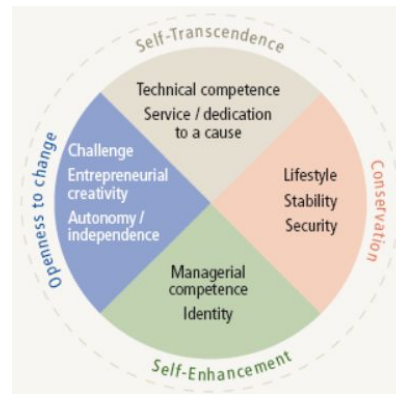 Self-Transcendence
Technical competence
Service / dedication
to a cause
Openness to change
Challenge
Entrepreneurial
creativity
Autonomy /
independence
Lifestyle
Stability
Security
Conservation
Managerial
competence
Identity
Self-Enhancement